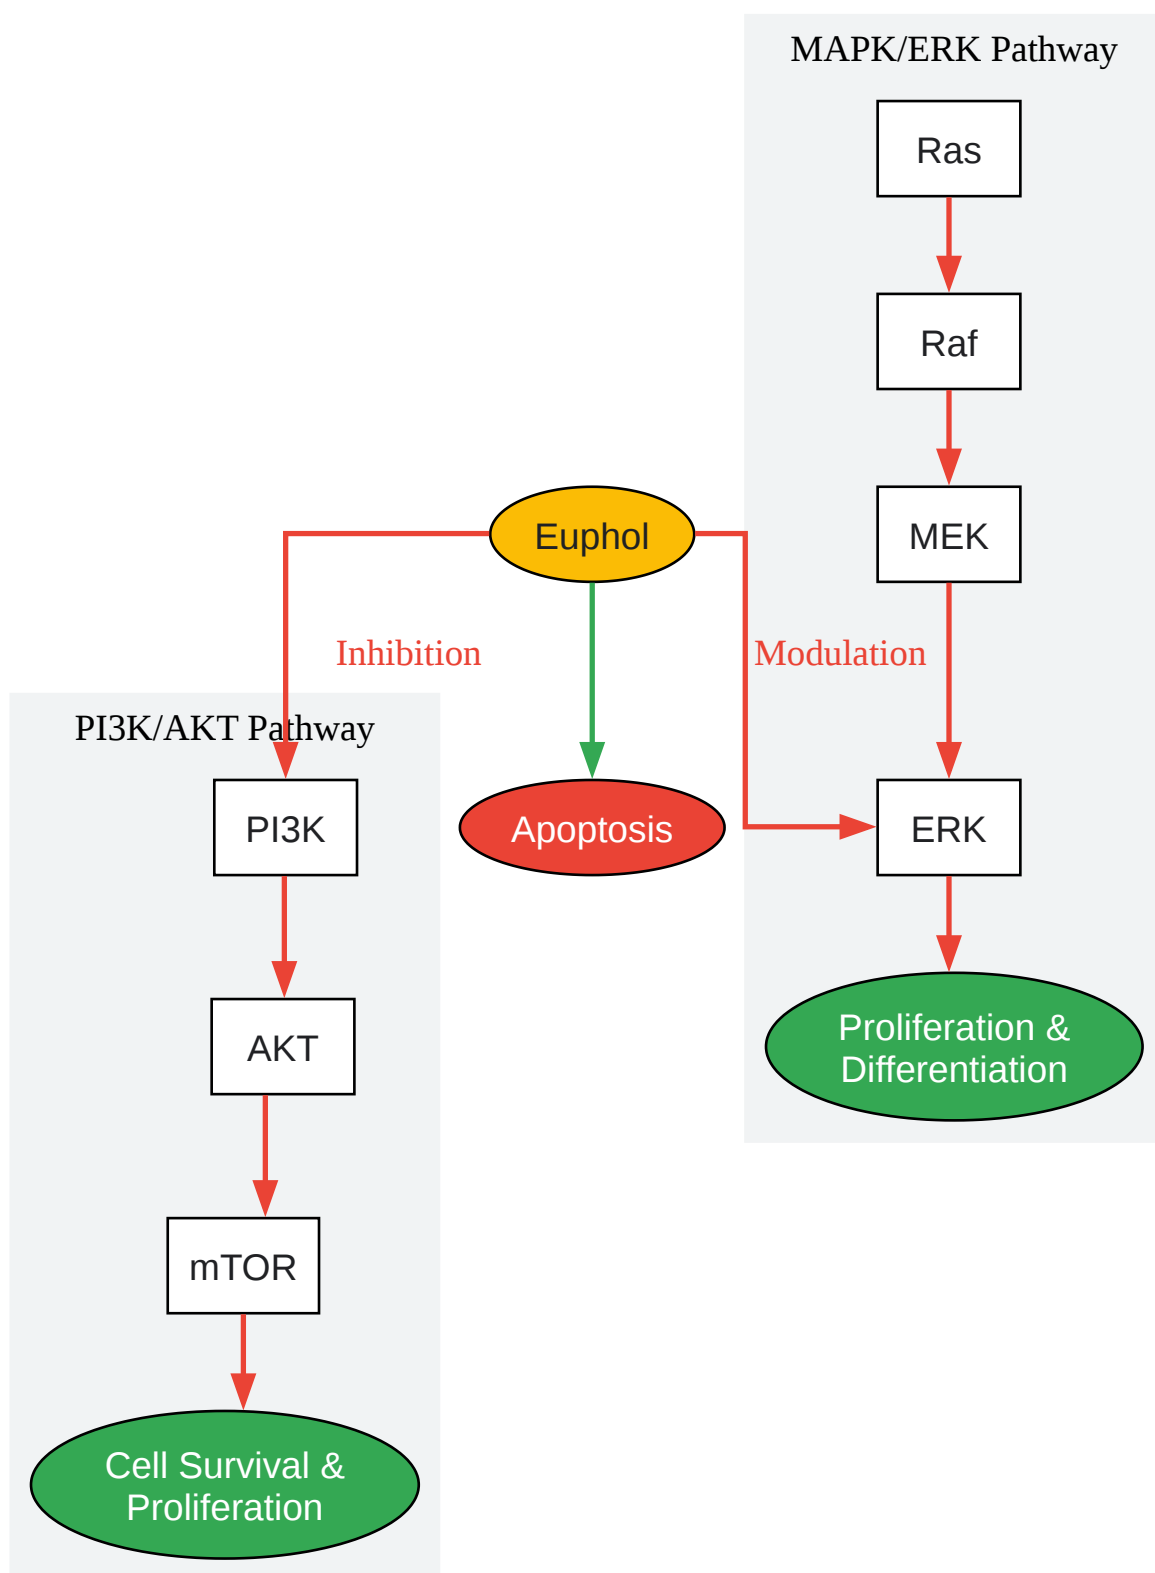 MAPK/ERK Pathway
Ras
Raf
MEK
Euphol
Inhibition
Modulation
PI3K/AKT Pathway
PI3K
Apoptosis
ERK
AKT
Proliferation &
Differentiation
mTOR
Cell Survival &
Proliferation